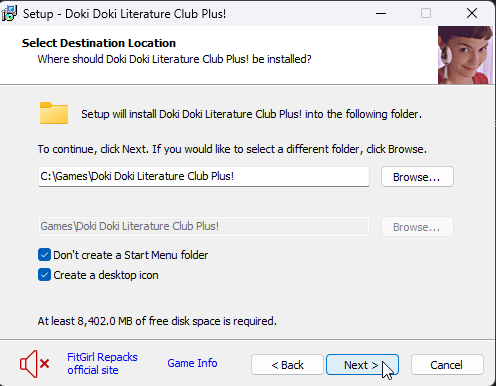 Setup - Doki Doki Literature Club Plus!
Select Destination Location
Where should Doki Doki Literature Club Plus! be installed?
Setup will install Doki Doki Literature Club Plus! into the following folder.
To continue, click Next. If you would like to select a different folder, click Browse.
C:\Games\Doki Doki Literature Club Plus!
Browse...
Games\Doki Doki Literature Club Plus!
Browse...
Don't create a Start Menu folder
Create a desktop icon
At least 8,402.0 MB of free disk space is required.
FitGirl Repacks
official site
Game Info
< Back
Next >
Cancel